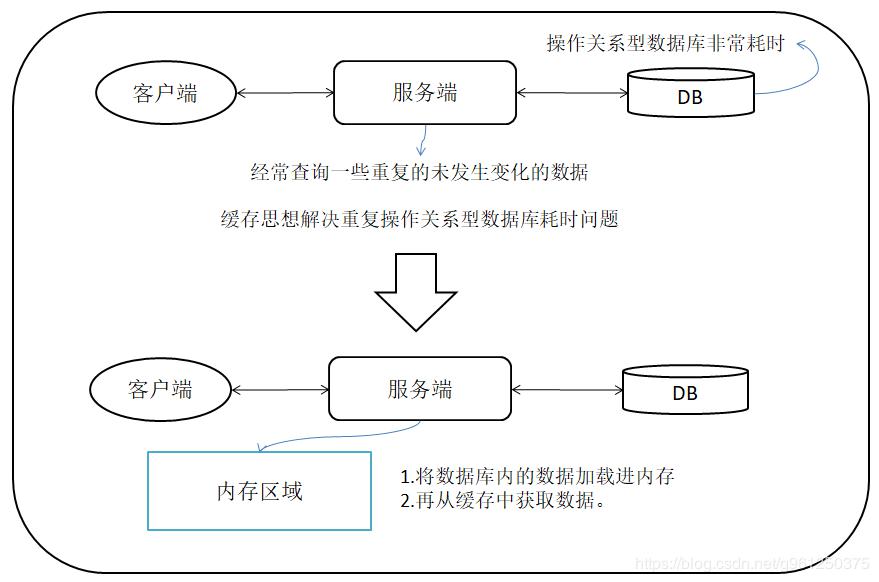 操作关系型数据库非常耗时
客户端
服务端
DB
经常查询一些重复的未发生变化的数据
缓存思想解决重复操作关系型数据库耗时问题
客户端
服务端
DB
内存区域
1.将数据库内的数据加载进内存
2.再从缓存中获取数据。
https://blog.csdn.net/g961250375